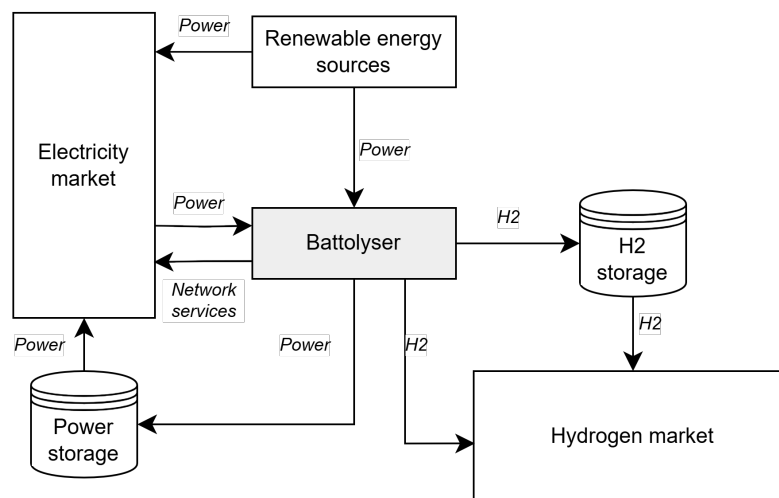 Power
Renewable energy
sources
Electricity
market
Power
Power
Battolyser
H2
H2
storage
Network
services
Power
Power
H2
H2
Power
storage
Hydrogen market